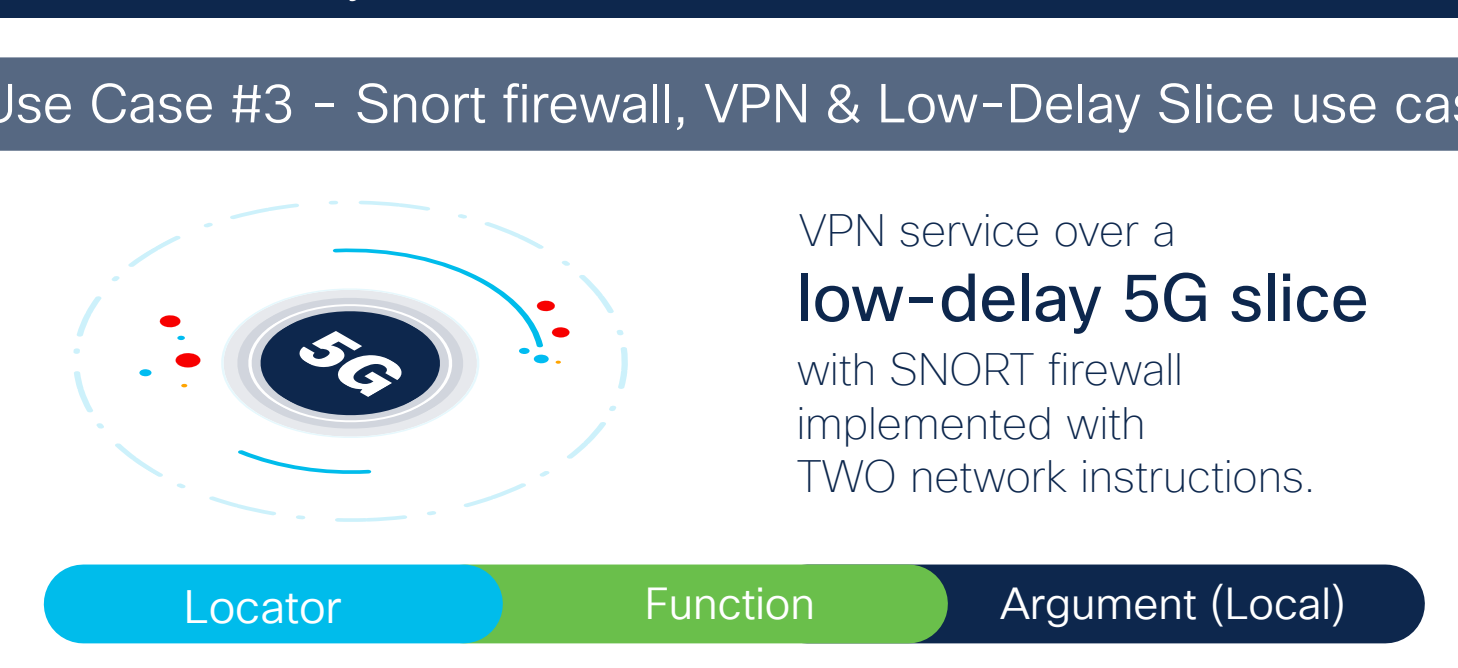 Use Case #3 - Snort firewall, VPN & Low-Delay Slice use cas
5G
VPN service over a
low-delay 5G slice
with SNORT firewall
implemented with
TWO network instructions.
Locator Function Argument (Local)